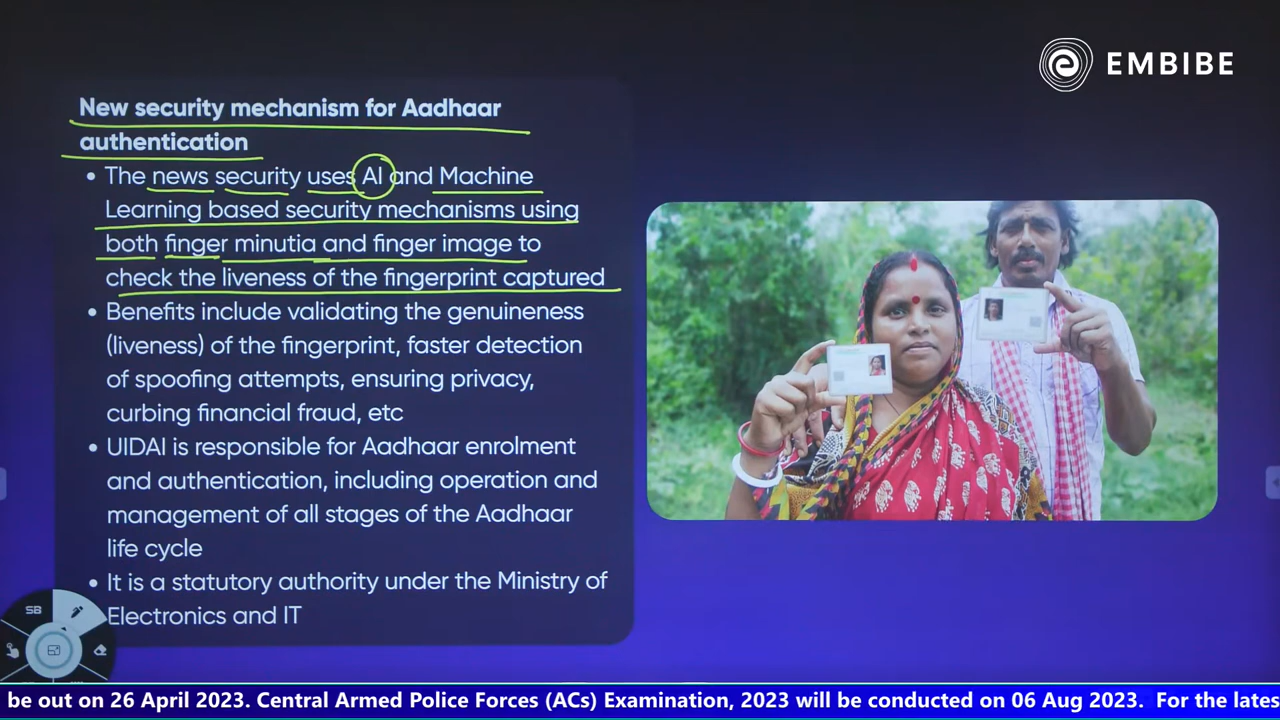 EMBIBE
New security mechanism for Aadhaar
authentication
• The news security uses AI and Machine
Learning based security mechanisms using
both finger minutia and finger image to
check the liveness of the fingerprint captured
• Benefits include validating the genuineness
(liveness) of the fingerprint, faster detection
of spoofing attempts, ensuring privacy,
curbing financial fraud, etc
• UIDAI is responsible for Aadhaar enrolment
and authentication, including operation and
management of all stages of the Aadhaar
life cycle
• It is a statutory authority under the Ministry of
Electronics and IT
SB
be out on 26 April 2023. Central Armed Police Forces (ACs) Examination, 2023 will be conducted on 06 Aug 2023. For the lates